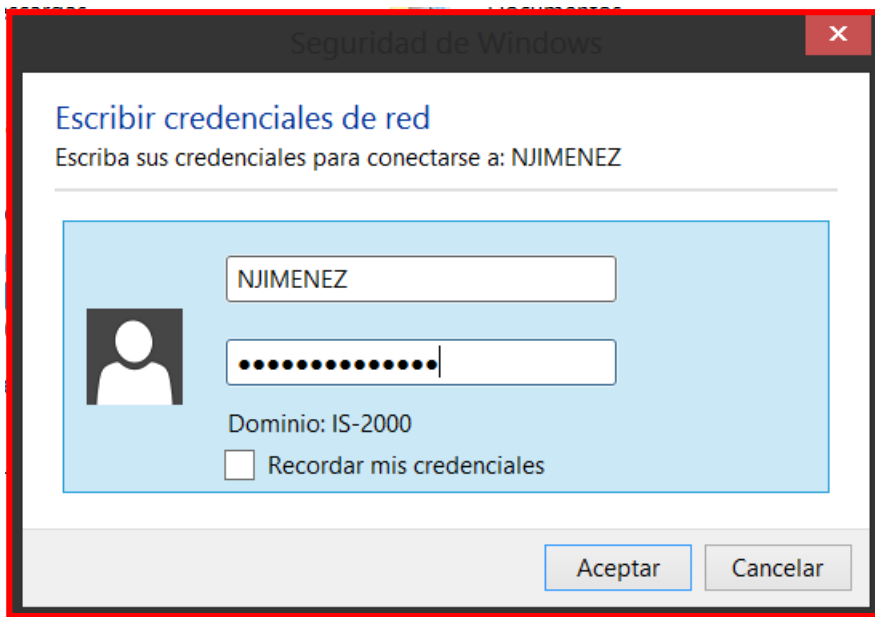 Seguridad de Windows
Escribir credenciales de red
Escriba sus credenciales para conectarse a: NJIMENEZ
NJIMENEZ
●●●●●●●●●●●●●●
Dominio: IS-2000
Recordar mis credenciales
Aceptar
Cancelar